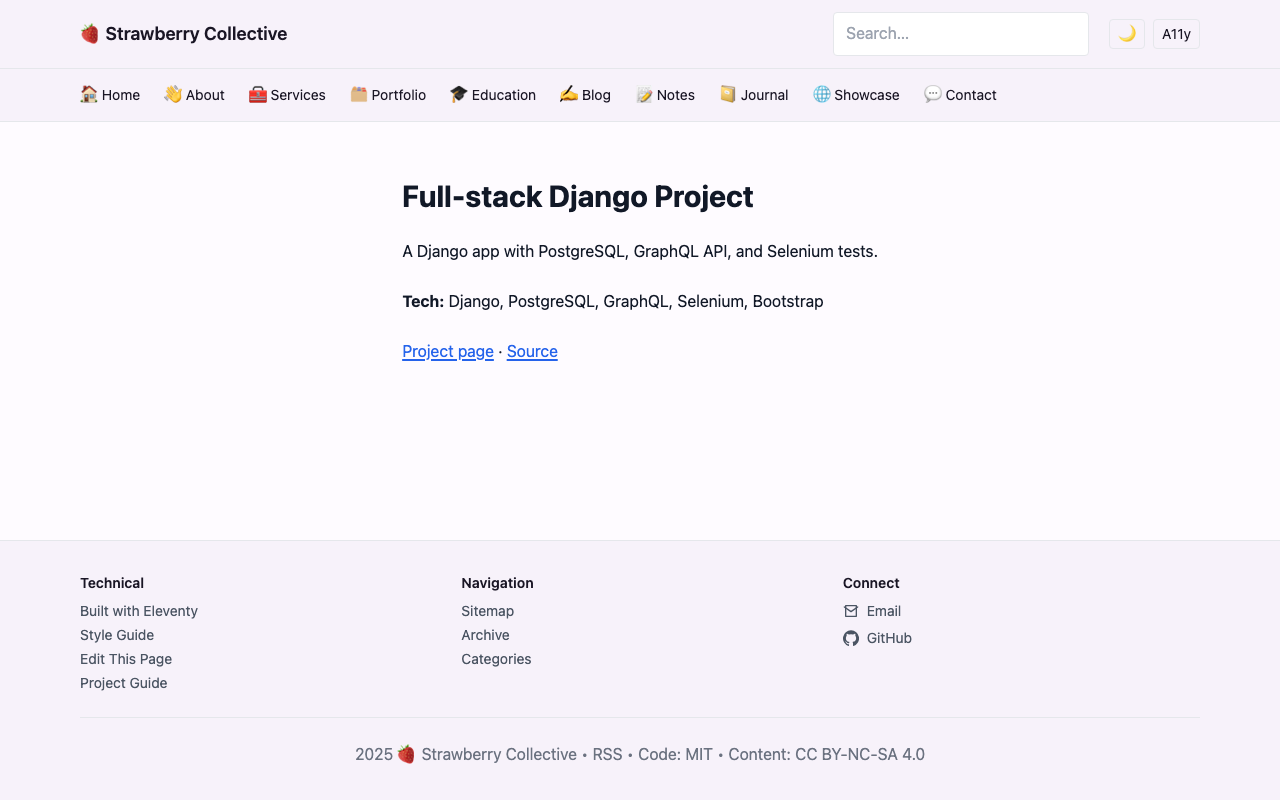 🍓 Strawberry Collective
Search...
🌙
A11y
🏠 Home 👋 About 🧰 Services 🗂️ Portfolio 🎓 Education ✍️ Blog 📝 Notes 📔 Journal 🌐 Showcase 💬 Contact
Full-stack Django Project
A Django app with PostgreSQL, GraphQL API, and Selenium tests.
Tech: Django, PostgreSQL, GraphQL, Selenium, Bootstrap
Project page · Source
Technical
Built with Eleventy
Style Guide
Edit This Page
Project Guide
Navigation
Sitemap
Archive
Categories
Connect
Email
GitHub
2025 🍓 Strawberry Collective • RSS • Code: MIT • Content: CC BY-NC-SA 4.0